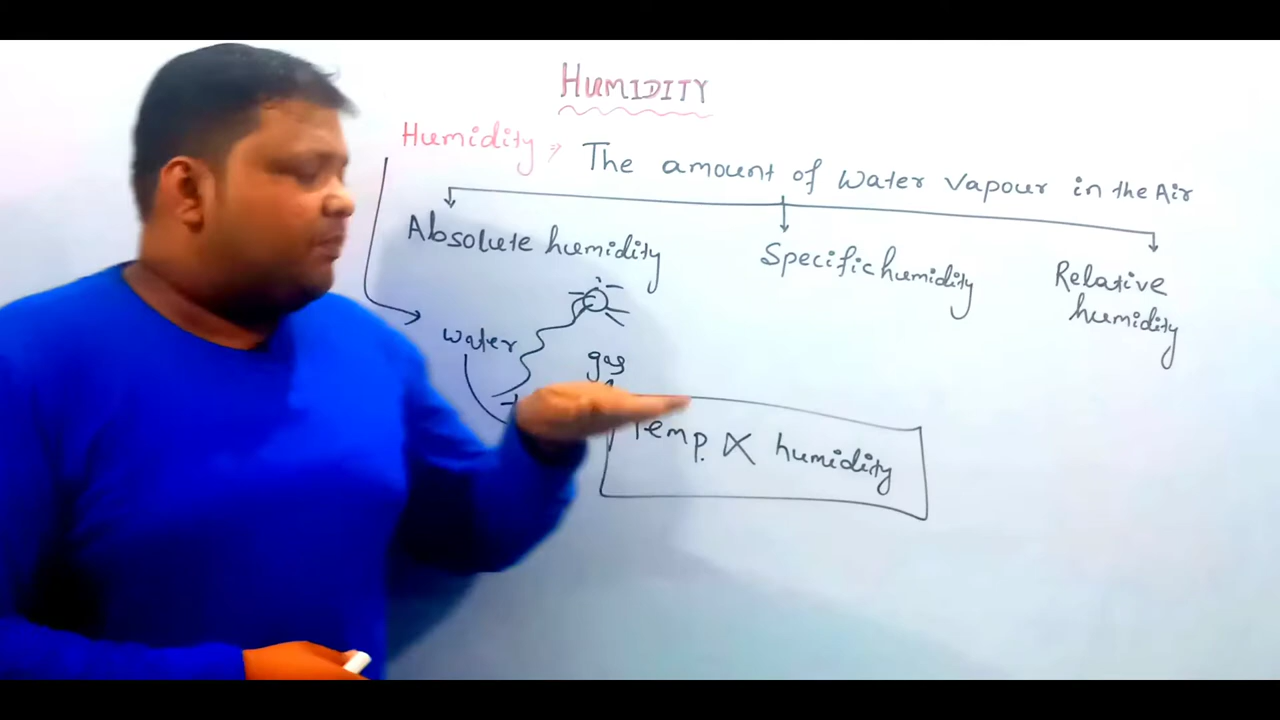 HUMIDITY
Humidity ⇒ The amount of water vapour in the Air
Absolute humidity
Specific humidity
Relative
humidity
water
gas
Temp. ∝ humidity